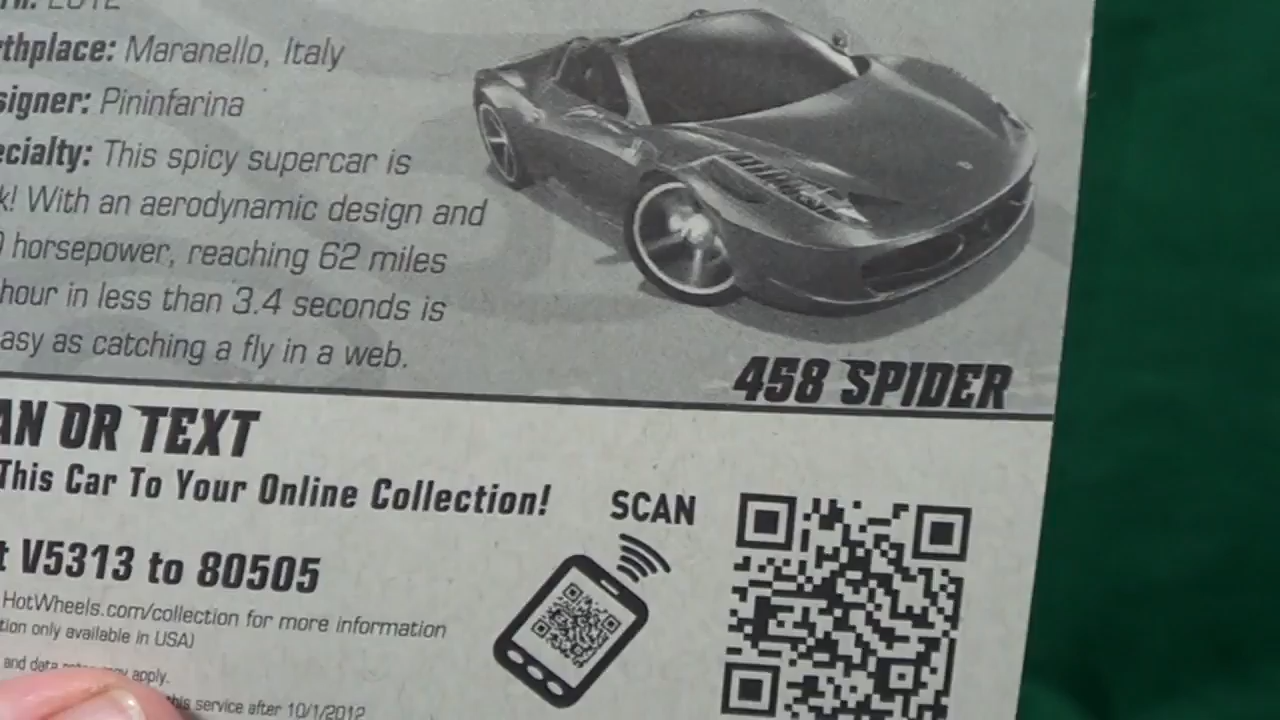 rthplace: Maranello, Italy
signer: Pininfarina
ecialty: This spicy supercar is
k! With an aerodynamic design and
horsepower, reaching 62 miles
hour in less than 3.4 seconds is
asy as catching a fly in a web.
458 SPIDER
AN OR TEXT
This Car To Your Online Collection!
SCAN
t V5313 to 80505
HotWheels.com/collection for more information
tion only available in USA)
and data apply.
this service after 10/1/2012